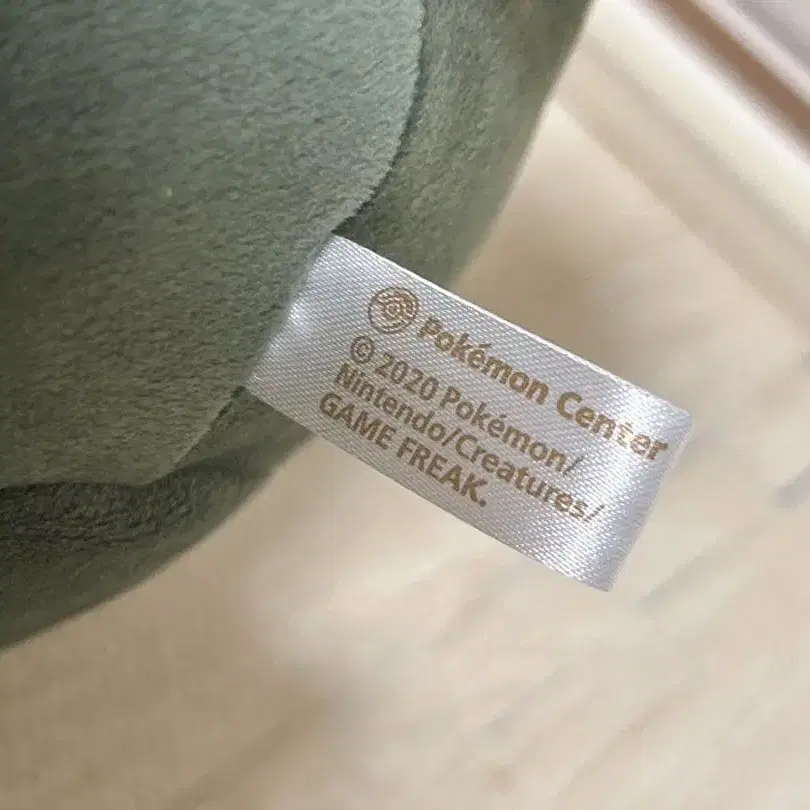 Pokémon Center
© 2020 Pokémon/
Nintendo/Creatures/
GAME FREAK.